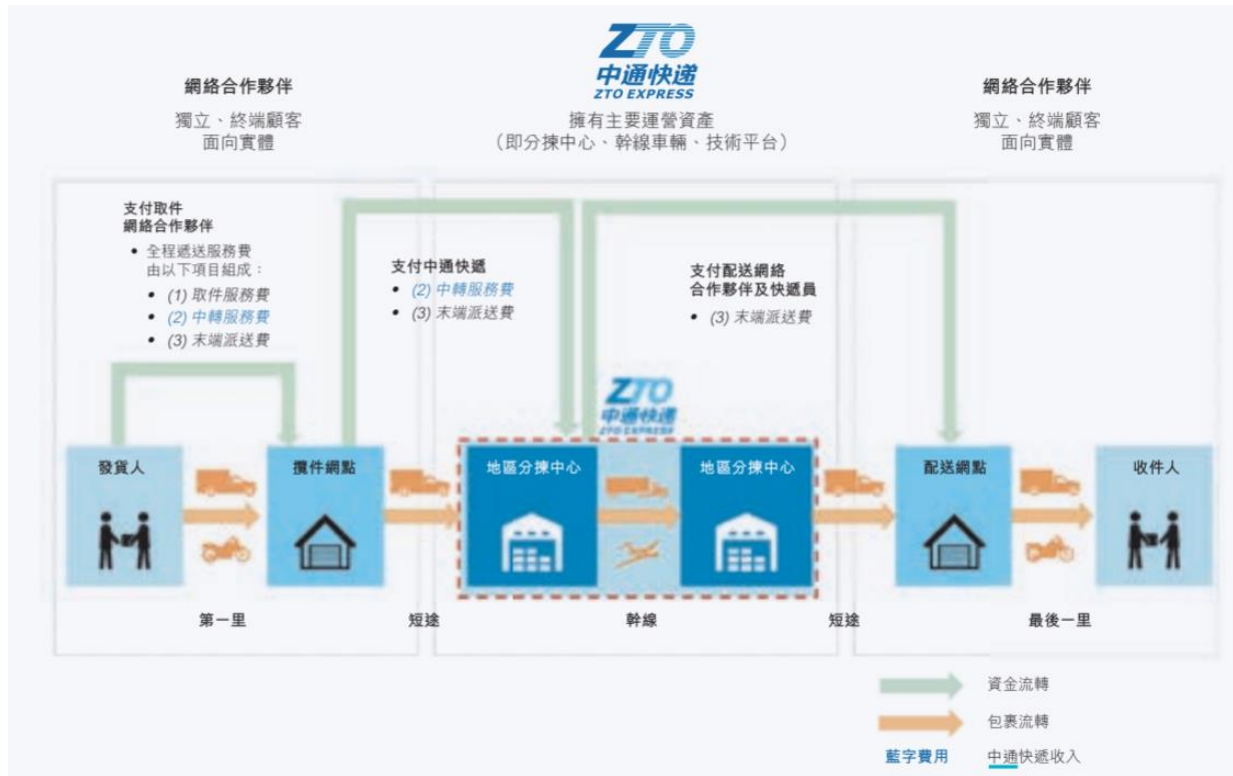 ZTO
中通快递
ZTO EXPRESS
網絡合作夥伴
獨立、終端顧客
面向實體
擁有主要運營資產
（即分揀中心、幹線車輛、技術平台）
網絡合作夥伴
獨立、終端顧客
面向實體
支付取件
網絡合作夥伴
• 全程遞送服務費
由以下項目組成：
• (1) 取件服務費
• (2) 中轉服務費
• (3) 末端派送費
支付中通快遞
• (2) 中轉服務費
• (3) 末端派送費
支付配送網絡
合作夥伴及快遞員
• (3) 末端派送費
ZTO
中通快递
ZTO EXPRESS
發貨人
攬件網點
地區分揀中心
地區分揀中心
配送網點
收件人
第一里
短途
幹線
短途
最後一里
資金流轉
包裹流轉
藍字費用
中通快遞收入